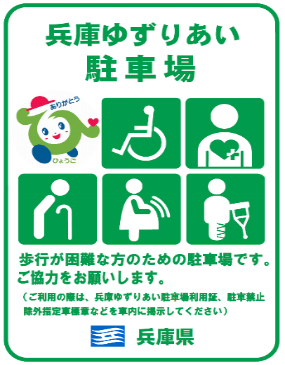 兵庫ゆずりあい
駐車場
ありがとう
ひょうご
歩行が困難な方のための駐車場です。
ご協力をお願いします。
（ご利用の際は、兵庫ゆずりあい駐車場利用証、駐車禁止
除外指定車標章などを車内に掲示してください）
兵庫県